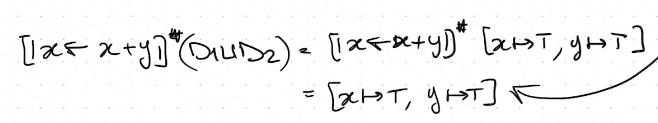 [|x ← x+y|]^# (D1⊔D2) = [|x ← x+y|]^# [x↦⊤, y↦⊤]
= [x↦⊤, y↦⊤]